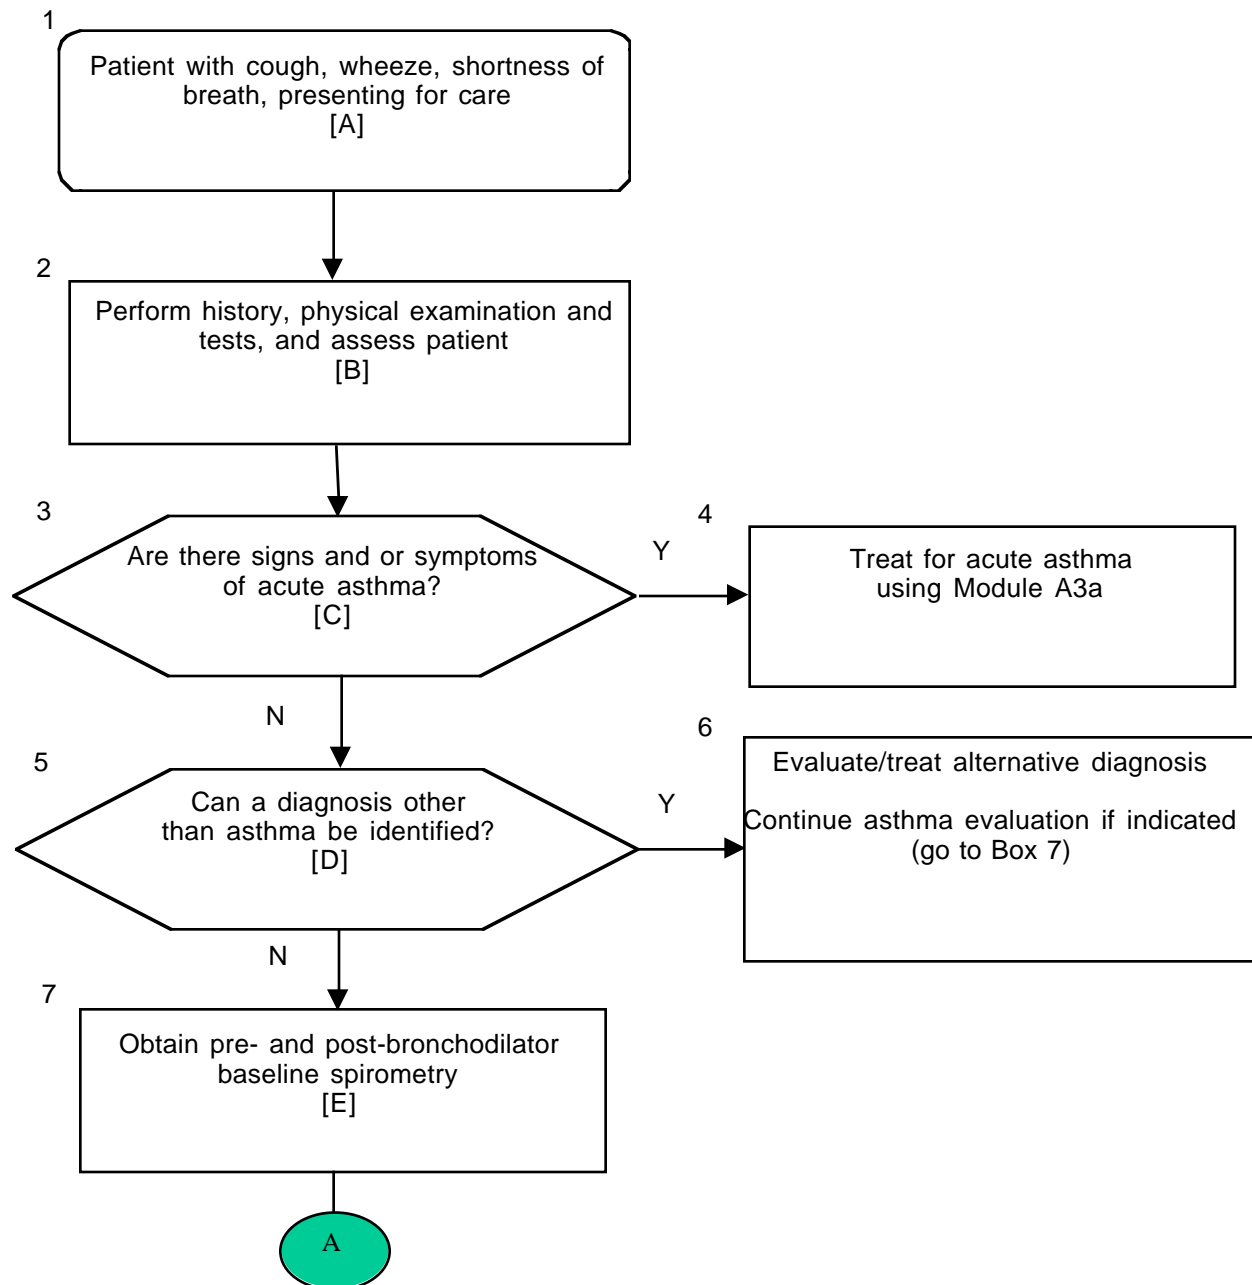 1
Patient with cough, wheeze, shortness of
breath, presenting for care
[A]
2
Perform history, physical examination and
tests, and assess patient
[B]
3
Are there signs and or symptoms
of acute asthma?
[C]
Y
4
Treat for acute asthma
using Module A3a
N
5
Can a diagnosis other
than asthma be identified?
[D]
Y
6
Evaluate/treat alternative diagnosis
Continue asthma evaluation if indicated
(go to Box 7)
N
7
Obtain pre- and post-bronchodilator
baseline spirometry
[E]
A